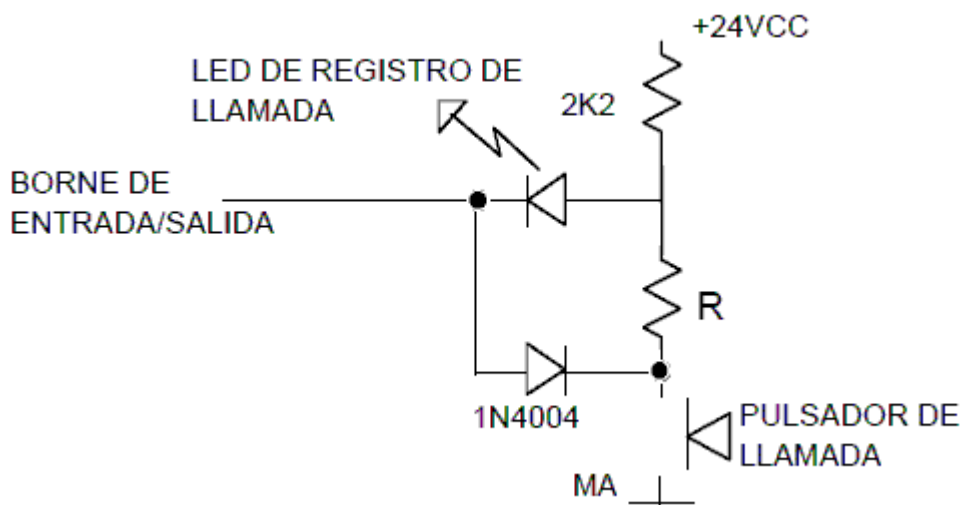 +24VCC
LED DE REGISTRO DE
LLAMADA
2K2
BORNE DE
ENTRADA/SALIDA
R
1N4004
PULSADOR DE
LLAMADA
MA